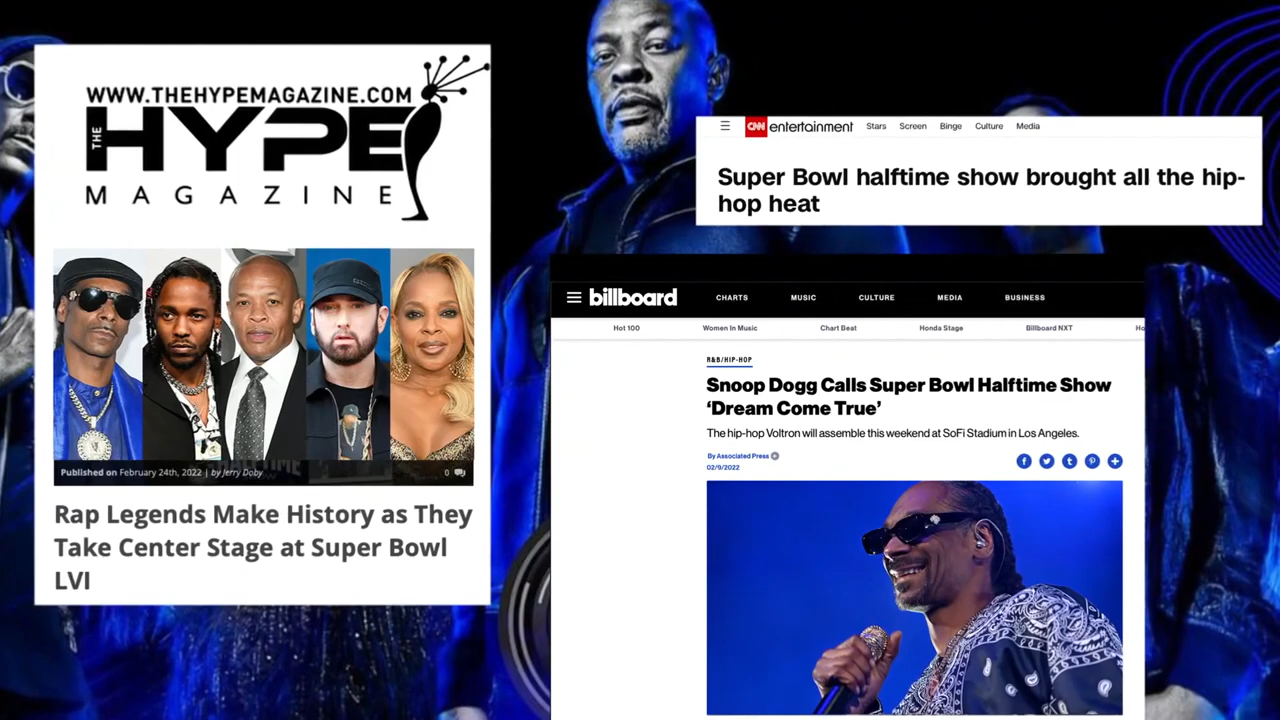 WWW.THEHYPEMAGAZINE.COM
THE HYPE
MAGAZINE
Published on February 24th, 2022 | by Jerry Doby
0
Rap Legends Make History as They
Take Center Stage at Super Bowl
LVI
CNN entertainment Stars Screen Binge Culture Media
Super Bowl halftime show brought all the hip-
hop heat
billboard CHARTS MUSIC CULTURE MEDIA BUSINESS
Hot 100 Women In Music Chart Beat Honda Stage Billboard NXT Ho
R&B/HIP-HOP
Snoop Dogg Calls Super Bowl Halftime Show
‘Dream Come True’
The hip-hop Voltron will assemble this weekend at SoFi Stadium in Los Angeles.
By Associated Press
02/9/2022